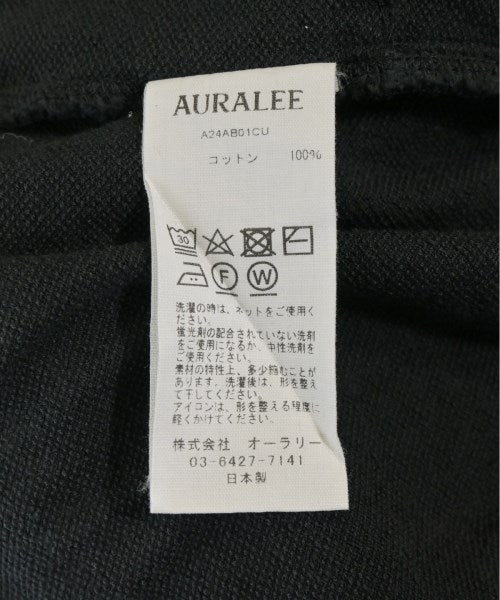 AURALEE
A24AB01CU
コットン 100%
30
F W
洗濯の時は、ネットをご使用く
ださい。
蛍光剤の配合されていない洗剤
をご使用になるか、中性洗剤を
ご使用ください。
素材の特性上、多少縮むことが
あります。洗濯後は、形を整え
て干してください。
アイロンは、形を整える程度に
軽くかけてください。
株式会社 オーラリー
03-6427-7141
日本製